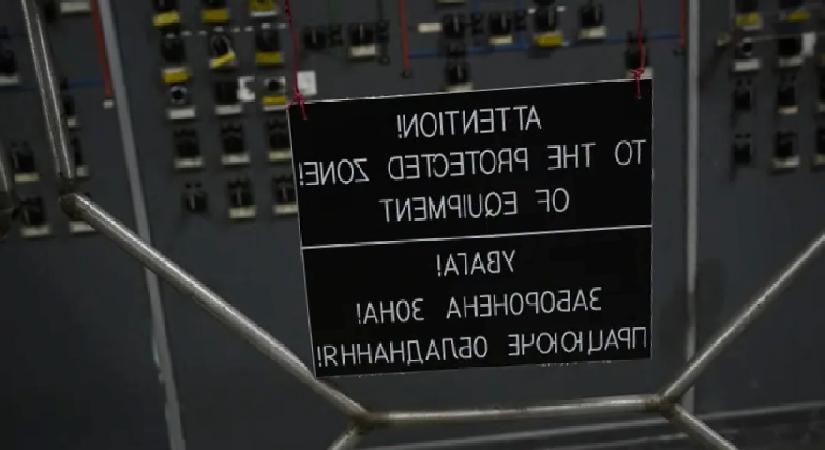 ATTENTION!
TO THE PROTECTED ZONE!
OF EQUIPMENT
УВАГА!
ЗАБОРОНЕНА ЗОНА!
ПРАЦЮЮЧЕ ОБЛАДНАННЯ!